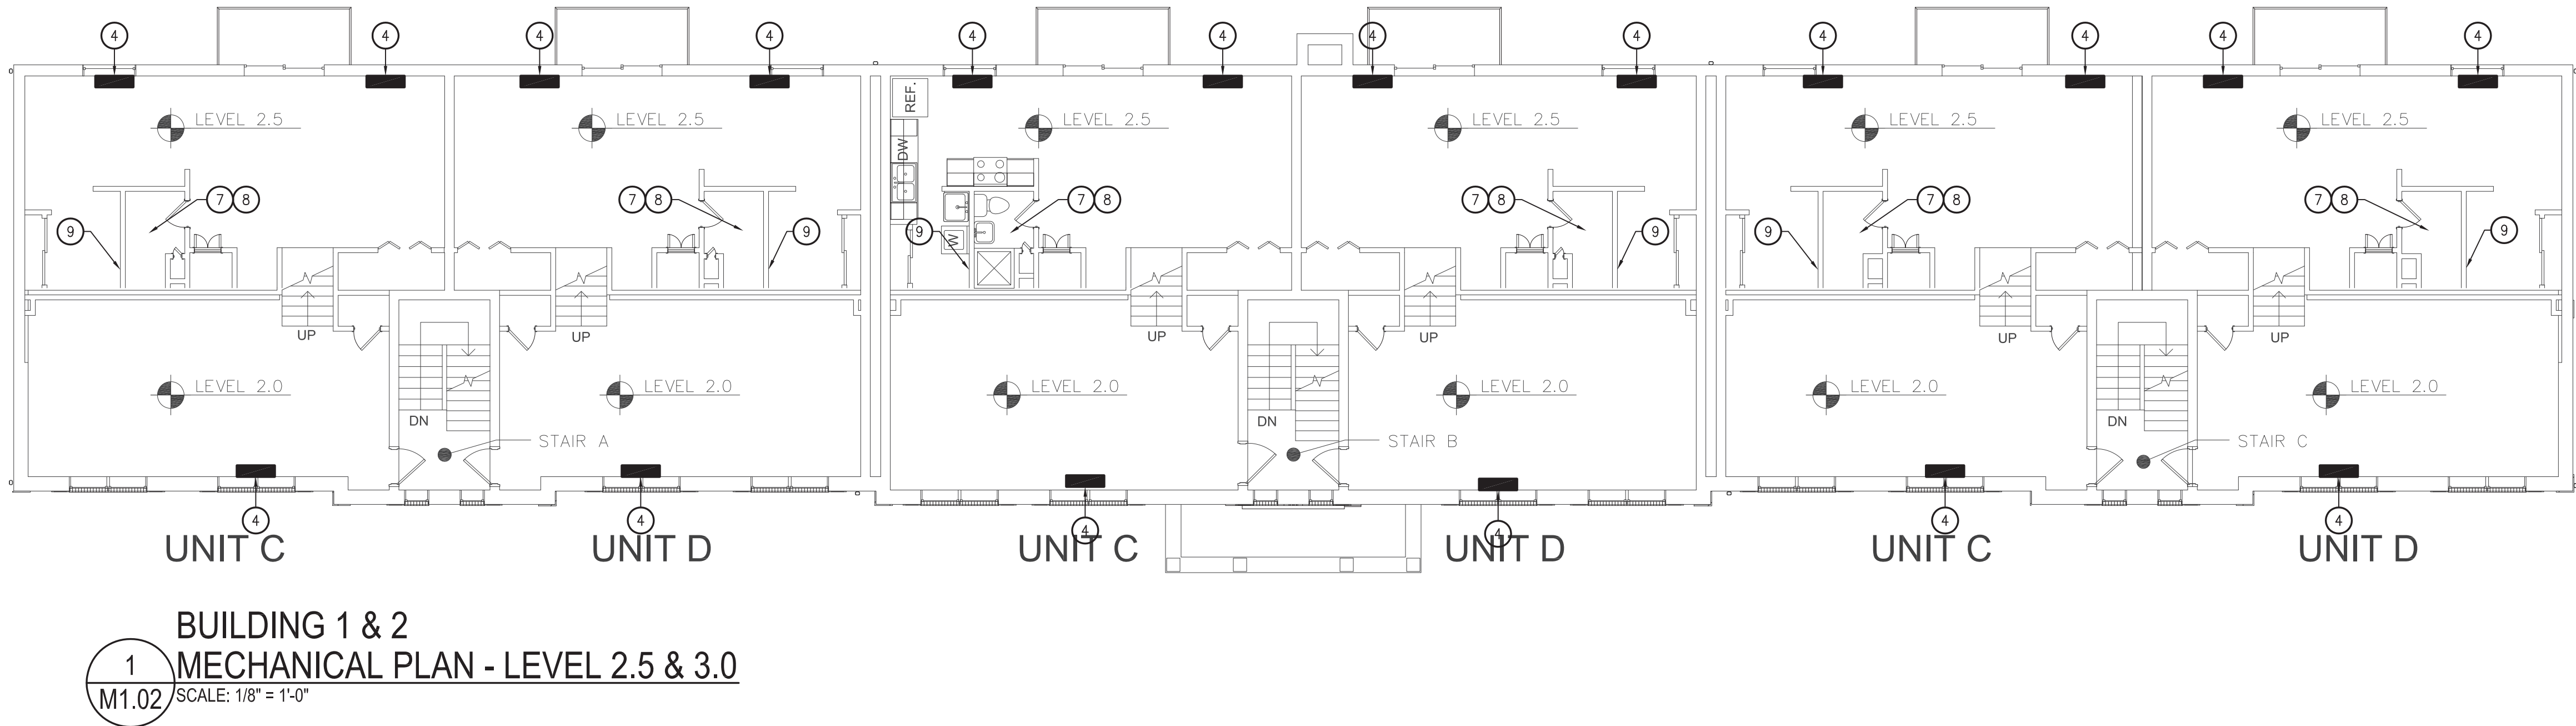 4 4 4 4 4 4 4 4 4 4 4 4
REF.
LEVEL 2.5 LEVEL 2.5 LEVEL 2.5 LEVEL 2.5 LEVEL 2.5 LEVEL 2.5
DW
7 8 7 8 7 8 7 8 7 8 7 8
9 9 9 9 9 9
W
UP UP UP UP UP UP
LEVEL 2.0 LEVEL 2.0 LEVEL 2.0 LEVEL 2.0 LEVEL 2.0 LEVEL 2.0
DN DN DN
STAIR A STAIR B STAIR C
4 4 4 4 4 4
UNIT C UNIT D UNIT C UNIT D UNIT C UNIT D
BUILDING 1 & 2
1 MECHANICAL PLAN - LEVEL 2.5 & 3.0
M1.02 SCALE: 1/8" = 1'-0"